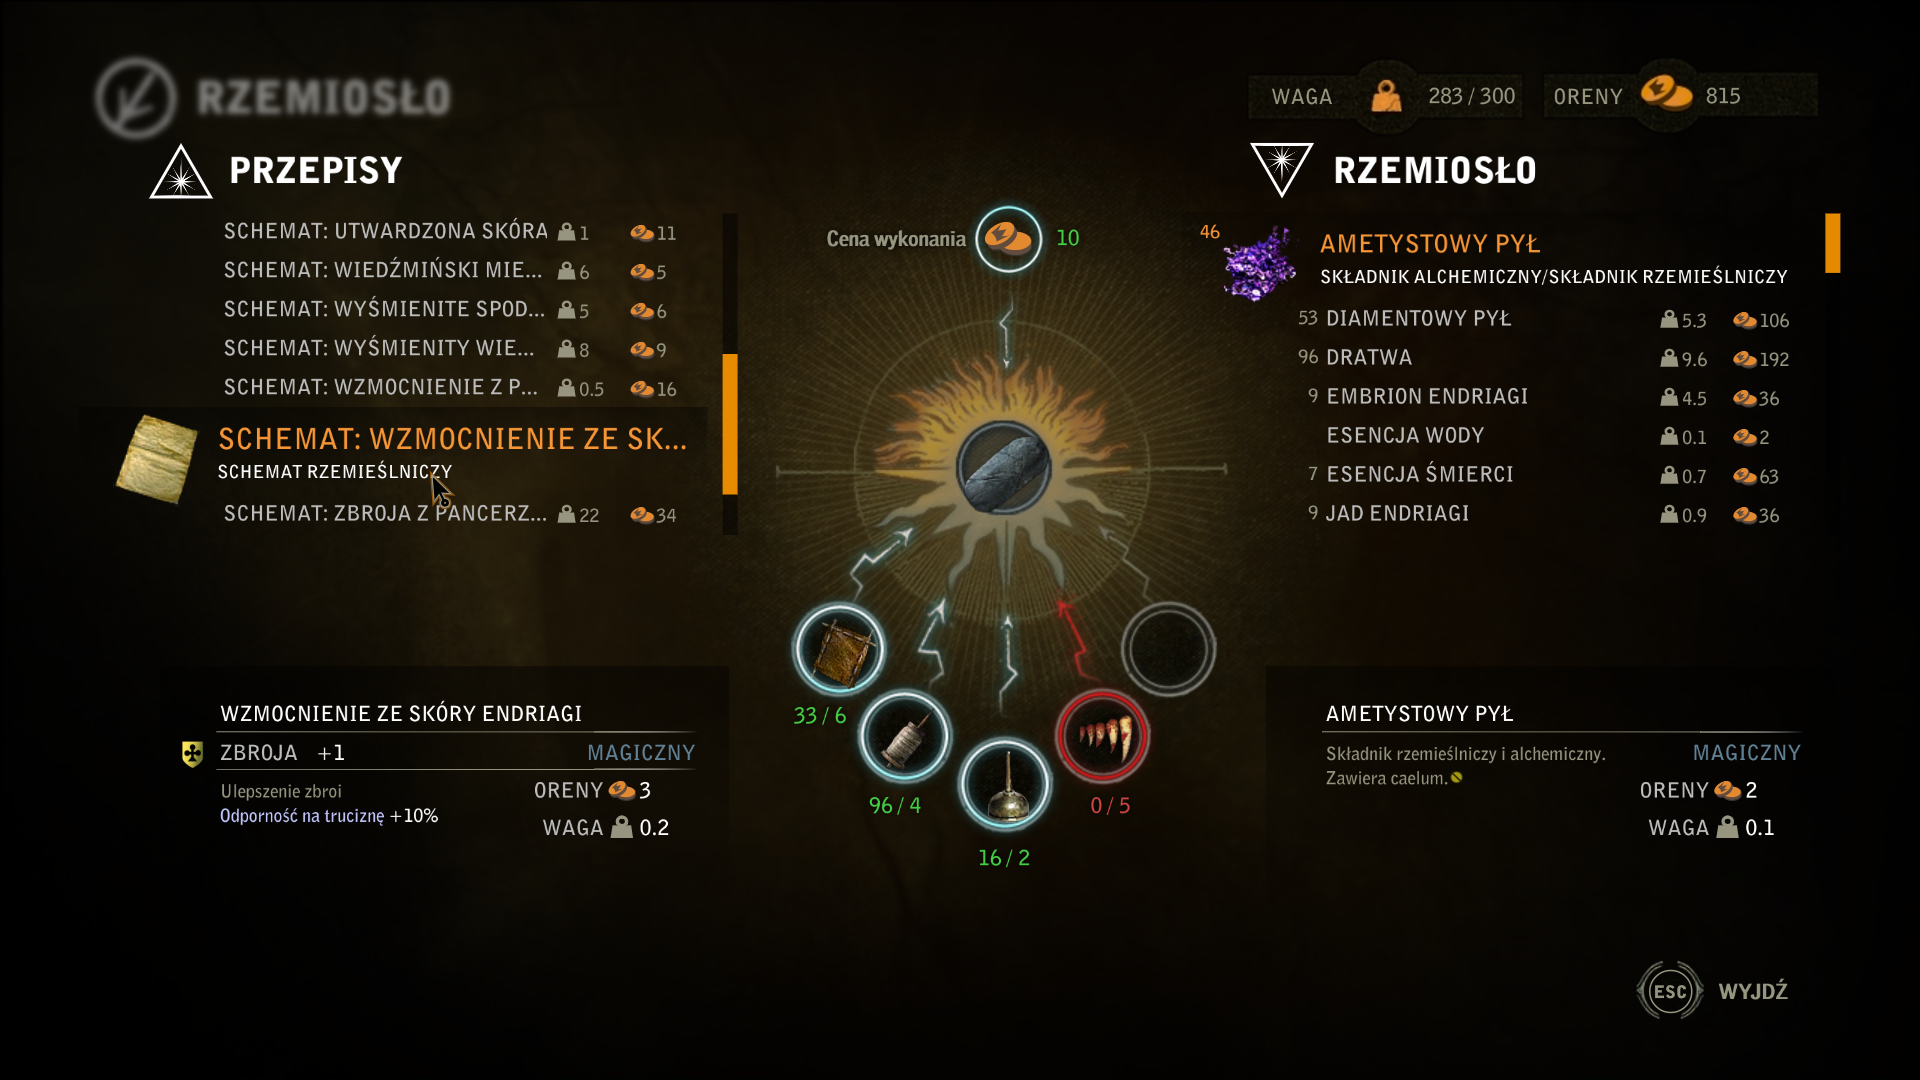 RZEMIOSŁO
WAGA 283 / 300 ORENY 815
PRZEPISY
SCHEMAT: UTWARDZONA SKÓRA 1 11
SCHEMAT: WIEDŹMIŃSKI MIE... 6 5
SCHEMAT: WYŚMIENITE SPOD... 5 6
SCHEMAT: WYŚMIENITY WIE... 8 9
SCHEMAT: WZMOCNIENIE Z P... 0.5 16
SCHEMAT: WZMOCNIENIE ZE SK...
SCHEMAT RZEMIEŚLNICZY
SCHEMAT: ZBROJA Z PANCERZ... 22 34
WZMOCNIENIE ZE SKÓRY ENDRIAGI
ZBROJA +1 MAGICZNY
Ulepszenie zbroi
Odporność na truciznę +10%
ORENY 3
WAGA 0.2
Cena wykonania 10
33 / 6
96 / 4
16 / 2
0 / 5
RZEMIOSŁO
46 AMETYSTOWY PYŁ
SKŁADNIK ALCHEMICZNY/SKŁADNIK RZEMIEŚLNICZY
53 DIAMENTOWY PYŁ 5.3 106
96 DRATWA 9.6 192
9 EMBRION ENDRIAGI 4.5 36
ESENCJA WODY 0.1 2
7 ESENCJA ŚMIERCI 0.7 63
9 JAD ENDRIAGI 0.9 36
AMETYSTOWY PYŁ
Składnik rzemieślniczy i alchemiczny.
Zawiera caelum.
MAGICZNY
ORENY 2
WAGA 0.1
ESC WYJDŹ